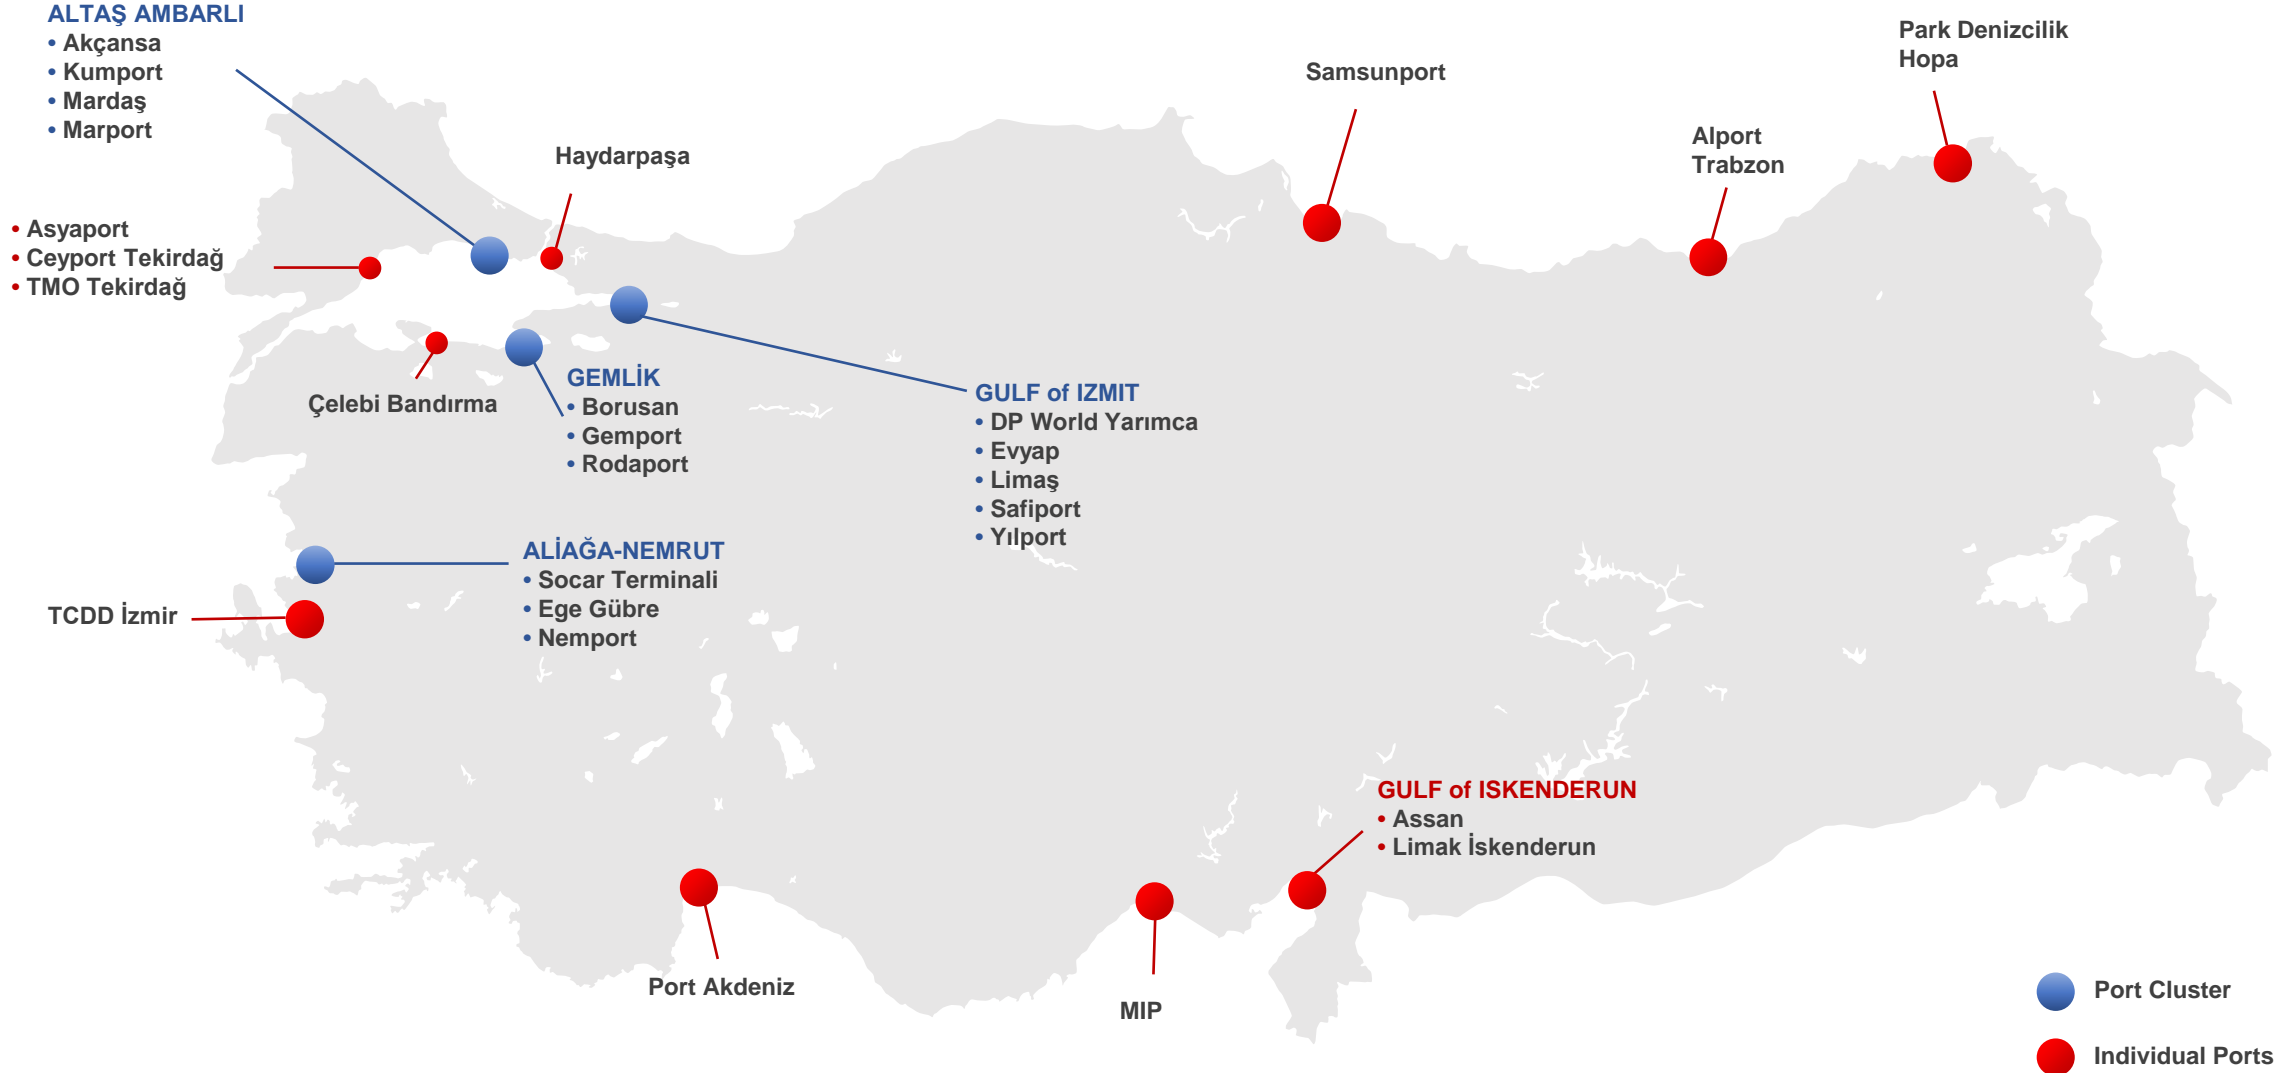 ALTAŞ AMBARLI
• Akçansa
• Kumport
• Mardaş
• Marport
Park Denizcilik
Hopa
Samsunport
Alport
Trabzon
Haydarpaşa
• Asyaport
• Ceyport Tekirdağ
• TMO Tekirdağ
Çelebi Bandırma
GEMLİK
• Borusan
• Gemport
• Rodaport
GULF of IZMIT
• DP World Yarımca
• Evyap
• Limaş
• Safiport
• Yılport
ALİAĞA-NEMRUT
• Socar Terminali
• Ege Gübre
• Nemport
TCDD İzmir
GULF of ISKENDERUN
• Assan
• Limak İskenderun
Port Akdeniz
MIP
Port Cluster
Individual Ports